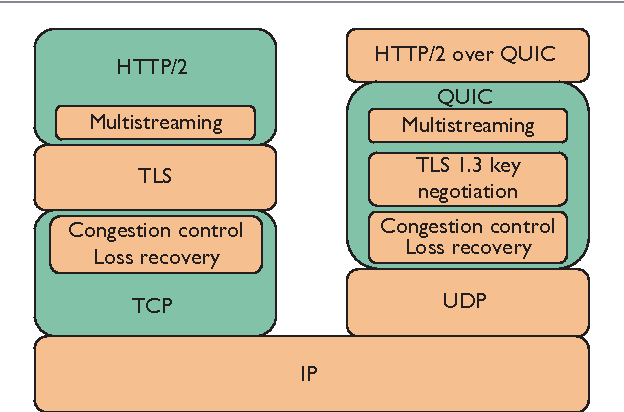 HTTP/2
Multistreaming
TLS
Congestion control
Loss recovery
TCP
HTTP/2 over QUIC
QUIC
Multistreaming
TLS 1.3 key
negotiation
Congestion control
Loss recovery
UDP
IP